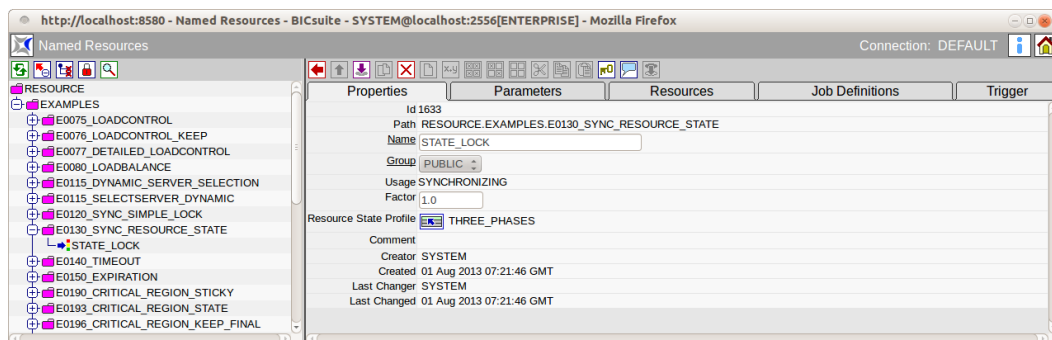 http://localhost:8580 - Named Resources - BICsuite - SYSTEM@localhost:2556[ENTERPRISE] - Mozilla Firefox
Named Resources
Connection: DEFAULT
RESOURCE
EXAMPLES
E0075_LOADCONTROL
E0076_LOADCONTROL_KEEP
E0077_DETAILED_LOADCONTROL
E0080_LOADBALANCE
E0115_DYNAMIC_SERVER_SELECTION
E0115_SELECTSERVER_DYNAMIC
E0120_SYNC_SIMPLE_LOCK
E0130_SYNC_RESOURCE_STATE
STATE_LOCK
E0140_TIMEOUT
E0150_EXPIRATION
E0190_CRITICAL_REGION_STICKY
E0193_CRITICAL_REGION_STATE
E0196_CRITICAL_REGION_KEEP_FINAL
Properties Parameters Resources Job Definitions Trigger
Id 1633
Path RESOURCE.EXAMPLES.E0130_SYNC_RESOURCE_STATE
Name STATE_LOCK
Group PUBLIC
Usage SYNCHRONIZING
Factor 1.0
Resource State Profile THREE_PHASES
Comment
Creator SYSTEM
Created 01 Aug 2013 07:21:46 GMT
Last Changer SYSTEM
Last Changed 01 Aug 2013 07:21:46 GMT